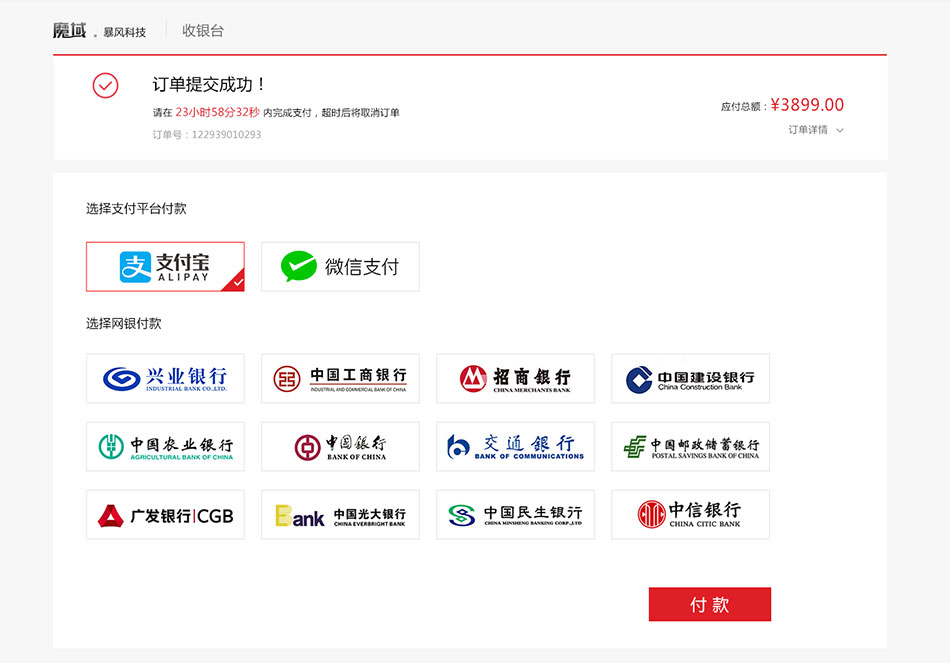 魔域 。暴风科技 收银台
订单提交成功！
请在 23小时58分32秒 内完成支付，超时后将取消订单
订单号：122939010293
应付总额：¥3899.00
订单详情
选择支付平台付款
支 支付宝
ALIPAY
微信支付
选择网银付款
兴业银行
INDUSTRIAL BANK CO.,LTD.
中国工商银行
INDUSTRIAL AND COMMERCIAL BANK OF CHINA
招商银行
CHINA MERCHANTS BANK
中国建设银行
China Construction Bank
中国农业银行
AGRICULTURAL BANK OF CHINA
中国银行
BANK OF CHINA
交通银行
BANK OF COMMUNICATIONS
中国邮政储蓄银行
POSTAL SAVINGS BANK OF CHINA
广发银行|CGB
Bank 中国光大银行
CHINA EVERBRIGHT BANK
中国民生银行
CHINA MINSHENG BANKING CORP.,LTD
中信银行
CHINA CITIC BANK
付款